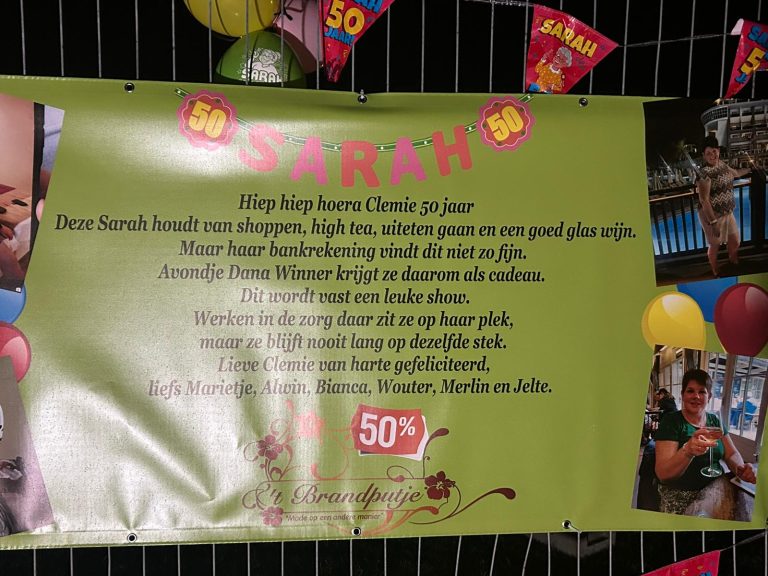 50 JAAR!
SARAH
SARAH
5
50
SARAH
50
Hiep hiep hoera Clemie 50 jaar
Deze Sarah houdt van shoppen, high tea, uiteten gaan en een goed glas wijn.
Maar haar bankrekening vindt dit niet zo fijn.
Avondje Dana Winner krijgt ze daarom als cadeau.
Dit wordt vast een leuke show.
Werken in de zorg daar zit ze op haar plek,
maar ze blijft nooit lang op dezelfde stek.
Lieve Clemie van harte gefeliciteerd,
liefs Marietje, Alwin, Bianca, Wouter, Merlin en Jelte.
50%
't Brandputje
"Mode op een andere manier"
50